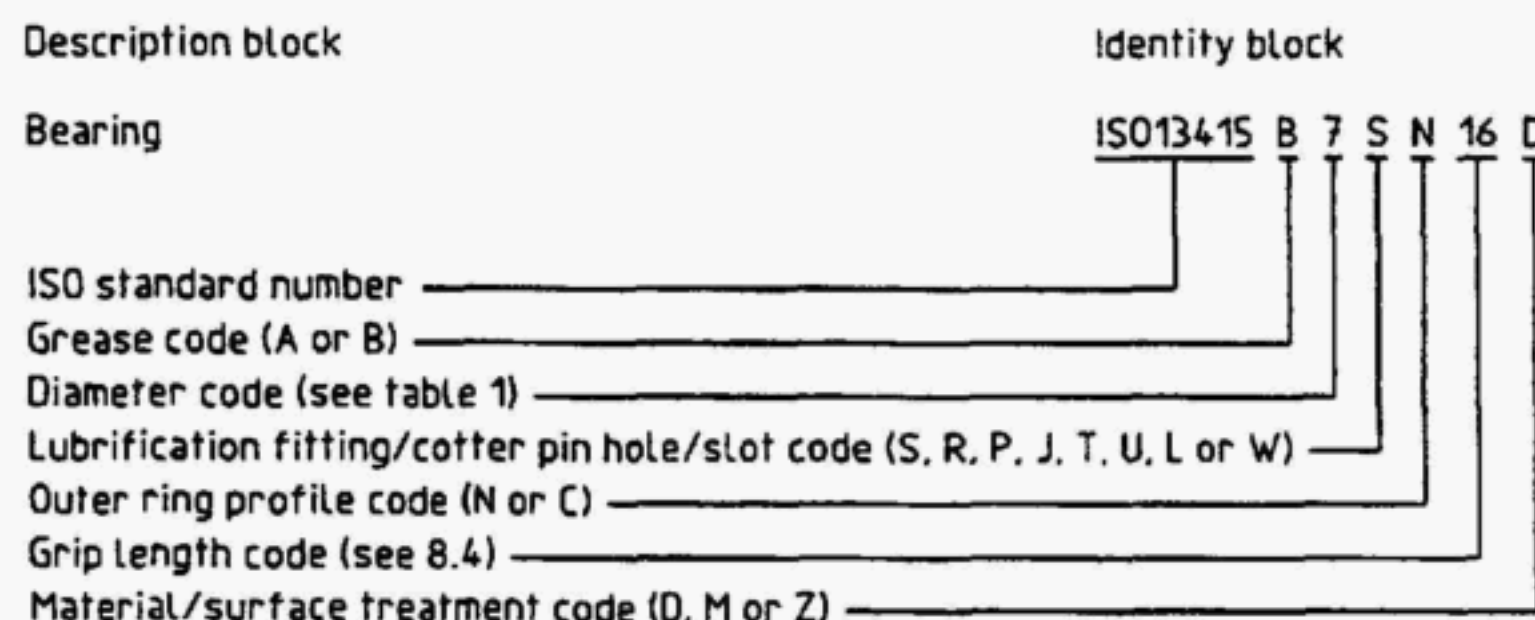 Description block Identity block
Bearing ISO13415 B 7 S N 16 D
ISO standard number
Grease code (A or B)
Diameter code (see table 1)
Lubrification fitting/cotter pin hole/slot code (S, R, P, J, T, U, L or W)
Outer ring profile code (N or C)
Grip length code (see 8.4)
Material/surface treatment code (D, M or Z)